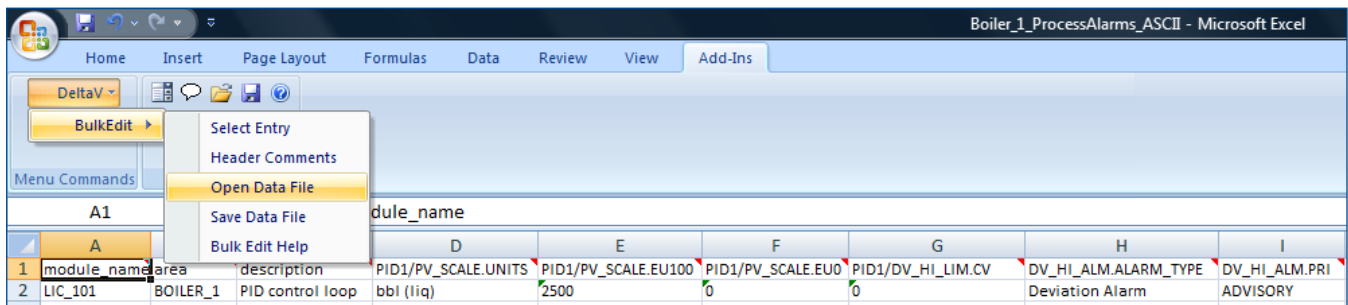 Boiler_1_ProcessAlarms_ASCII - Microsoft Excel
Home Insert Page Layout Formulas Data Review View Add-Ins
DeltaV
BulkEdit
Select Entry
Header Comments
Open Data File
Save Data File
Bulk Edit Help
Menu Commands
A1 dule_name
A D E F G H I
1 module_name area description PID1/PV_SCALE.UNITS PID1/PV_SCALE.EU100 PID1/PV_SCALE.EU0 PID1/DV_HI_LIM.CV DV_HI_ALM.ALARM_TYPE DV_HI_ALM.PRI
2 LIC_101 BOILER_1 PID control loop bbl (liq) 2500 0 0 Deviation Alarm ADVISORY